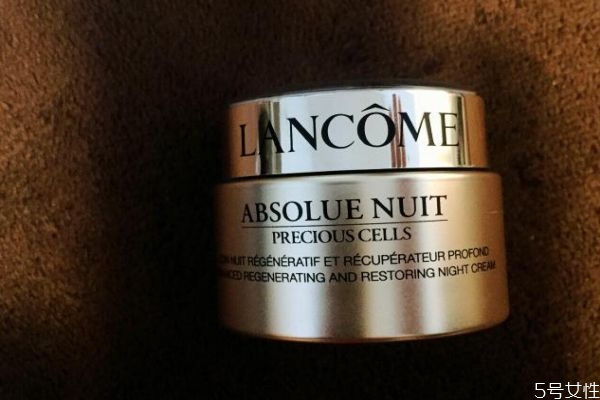 LANCÔME
ABSOLUE NUIT
PRECIOUS CELLS
NUIT RÉGÉNÉRATIF ET RÉCUPÉRATEUR PROFOND
REGENERATING AND RESTORING NIGHT CREAM
5号女性